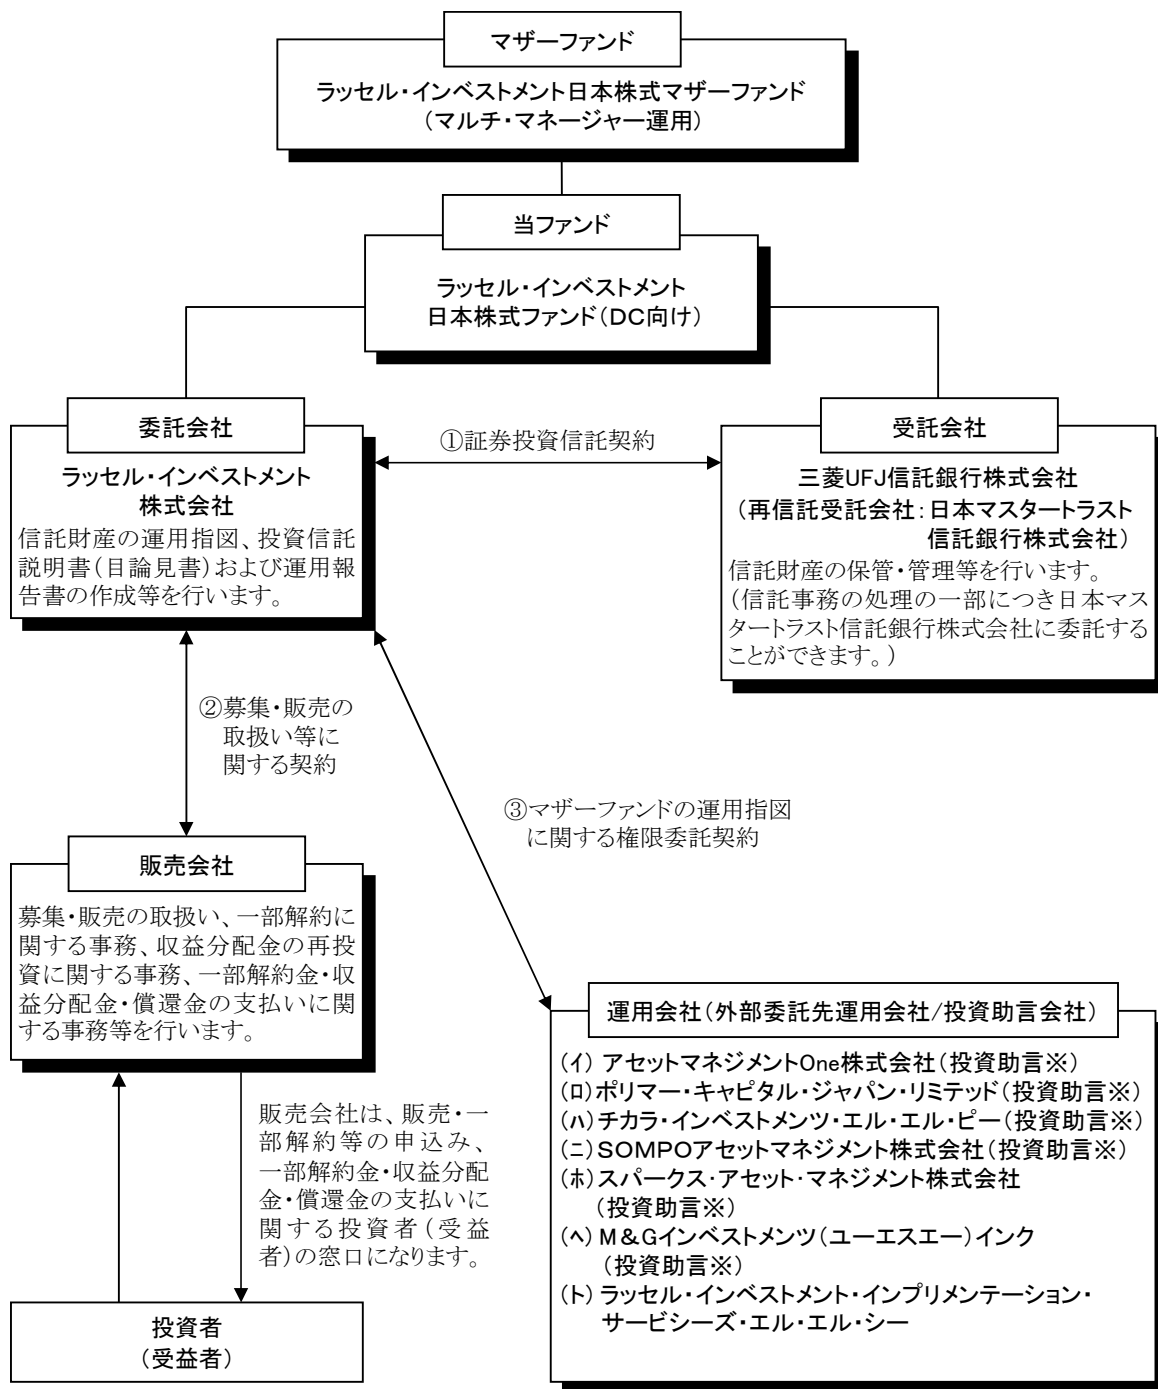 マザーファンド
ラッセル・インベストメント日本株式マザーファンド
（マルチ・マネージャー運用）
当ファンド
ラッセル・インベストメント
日本株式ファンド（DC向け）
委託会社
ラッセル・インベストメント
株式会社
信託財産の運用指図、投資信託
説明書（目論見書）および運用報
告書の作成等を行います。
①証券投資信託契約
受託会社
三菱UFJ信託銀行株式会社
（再信託受託会社：日本マスタートラスト
信託銀行株式会社）
信託財産の保管・管理等を行います。
（信託事務の処理の一部につき日本マス
タートラスト信託銀行株式会社に委託する
ことができます。）
②募集・販売の
取扱い等に
関する契約
③マザーファンドの運用指図
に関する権限委託契約
販売会社
募集・販売の取扱い、一部解約に
関する事務、収益分配金の再投
資に関する事務、一部解約金・収
益分配金・償還金の支払いに関
する事務等を行います。
販売会社は、販売・一
部解約等の申込み、
一部解約金・収益分配
金・償還金の支払いに
関する投資者（受益
者）の窓口になります。
投資者
（受益者）
運用会社（外部委託先運用会社/投資助言会社）
（イ）アセットマネジメントOne株式会社（投資助言※）
（ロ）ポリマー・キャピタル・ジャパン・リミテッド（投資助言※）
（ハ）チカラ・インベストメンツ・エル・エル・ピー（投資助言※）
（ニ）SOMPOアセットマネジメント株式会社（投資助言※）
（ホ）スパークス・アセット・マネジメント株式会社
（投資助言※）
（ヘ）M＆Gインベストメンツ（ユーエスエー）インク
（投資助言※）
（ト）ラッセル・インベストメント・インプリメンテーション・
サービシーズ・エル・エル・シー